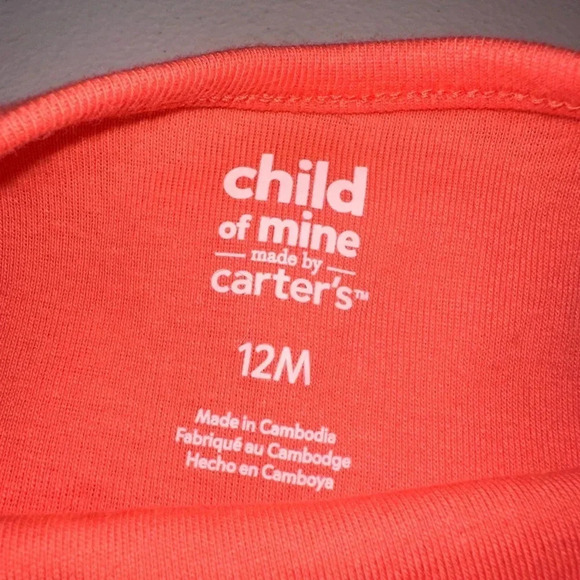 child
of mine
made by
carter's™
12M
Made in Cambodia
Fabriqué au Cambodge
Hecho en Camboya